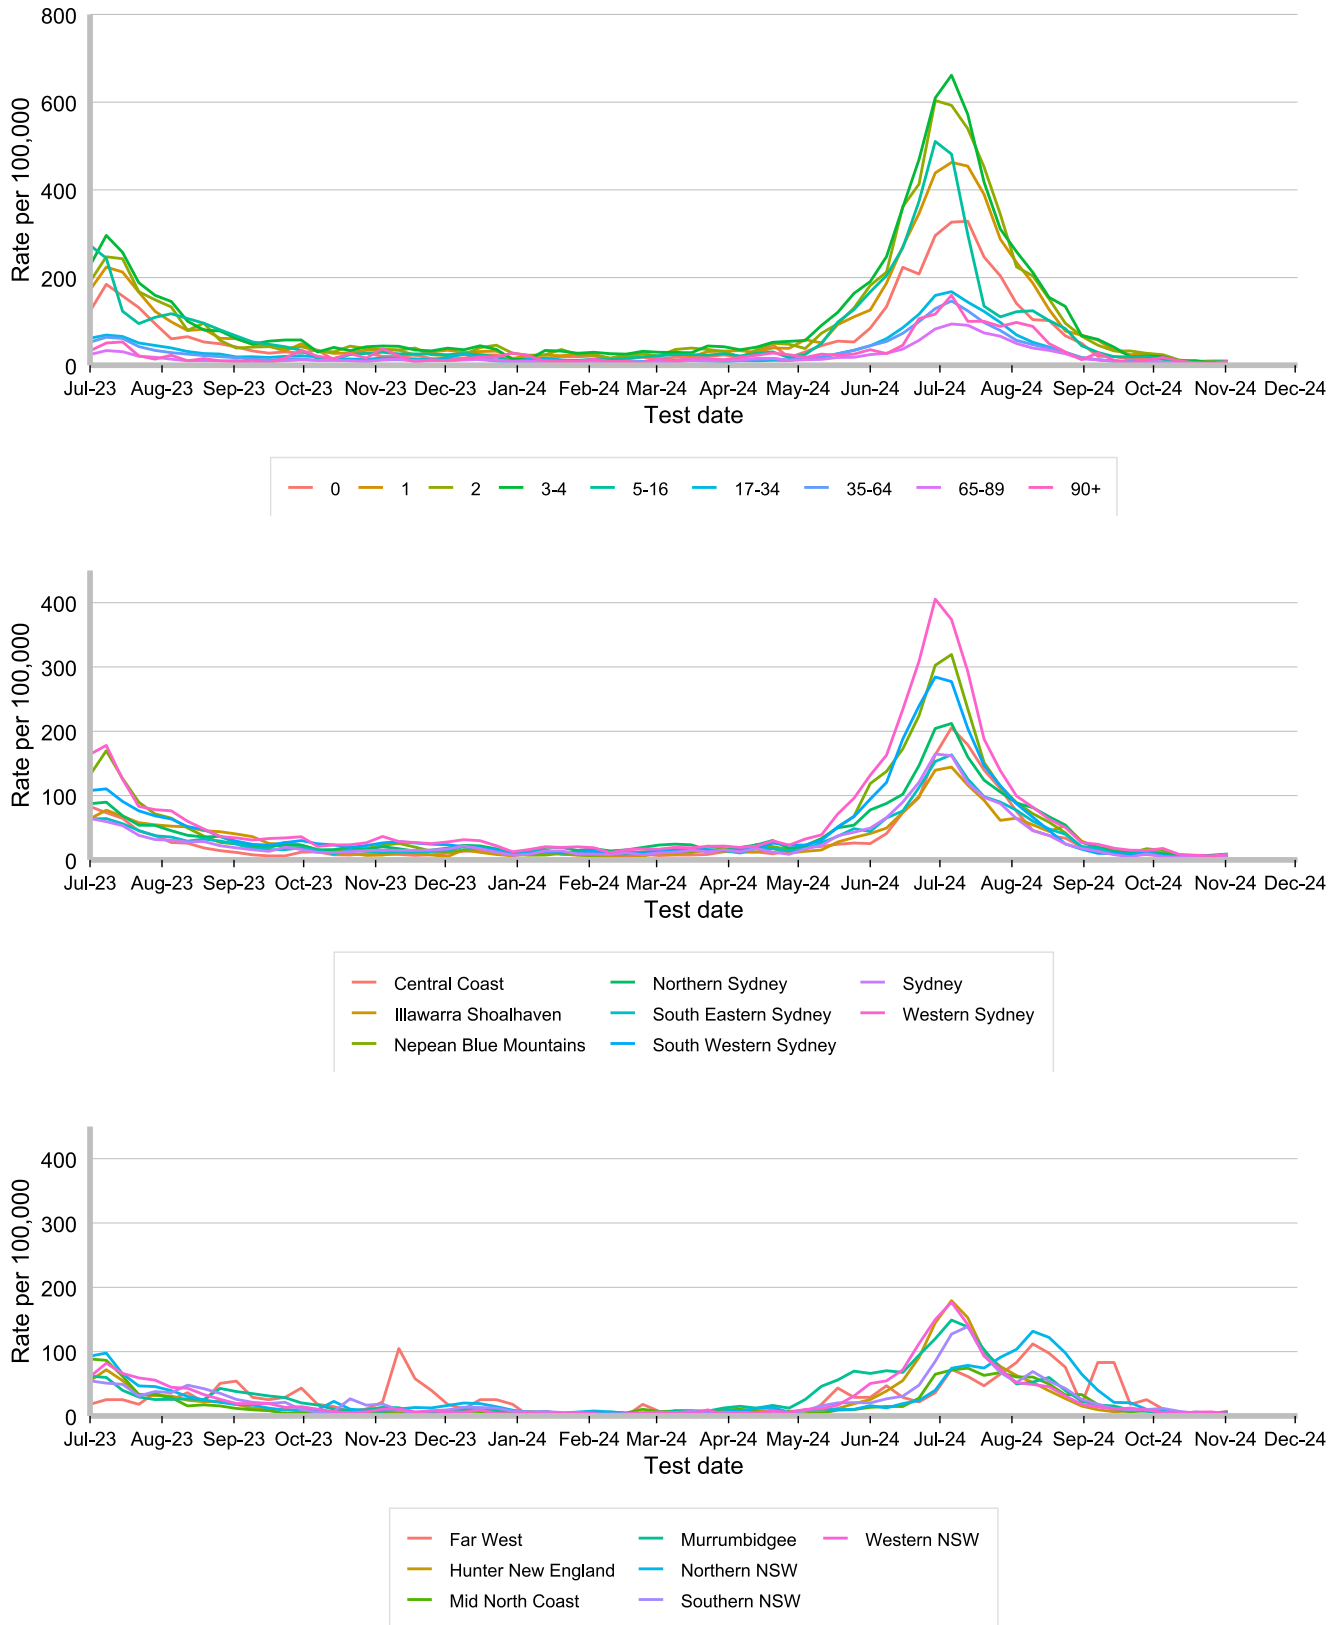 800
600
400
200
0
Rate per 100,000
Jul-23 Aug-23 Sep-23 Oct-23 Nov-23 Dec-23 Jan-24 Feb-24 Mar-24 Apr-24 May-24 Jun-24 Jul-24 Aug-24 Sep-24 Oct-24 Nov-24 Dec-24
Test date
0 1 2 3-4 5-16 17-34 35-64 65-89 90+
400
300
200
100
0
Rate per 100,000
Jul-23 Aug-23 Sep-23 Oct-23 Nov-23 Dec-23 Jan-24 Feb-24 Mar-24 Apr-24 May-24 Jun-24 Jul-24 Aug-24 Sep-24 Oct-24 Nov-24 Dec-24
Test date
Central Coast Northern Sydney Sydney
Illawarra Shoalhaven South Eastern Sydney Western Sydney
Nepean Blue Mountains South Western Sydney
400
300
200
100
0
Rate per 100,000
Jul-23 Aug-23 Sep-23 Oct-23 Nov-23 Dec-23 Jan-24 Feb-24 Mar-24 Apr-24 May-24 Jun-24 Jul-24 Aug-24 Sep-24 Oct-24 Nov-24 Dec-24
Test date
Far West Murrumbidgee Western NSW
Hunter New England Northern NSW
Mid North Coast Southern NSW